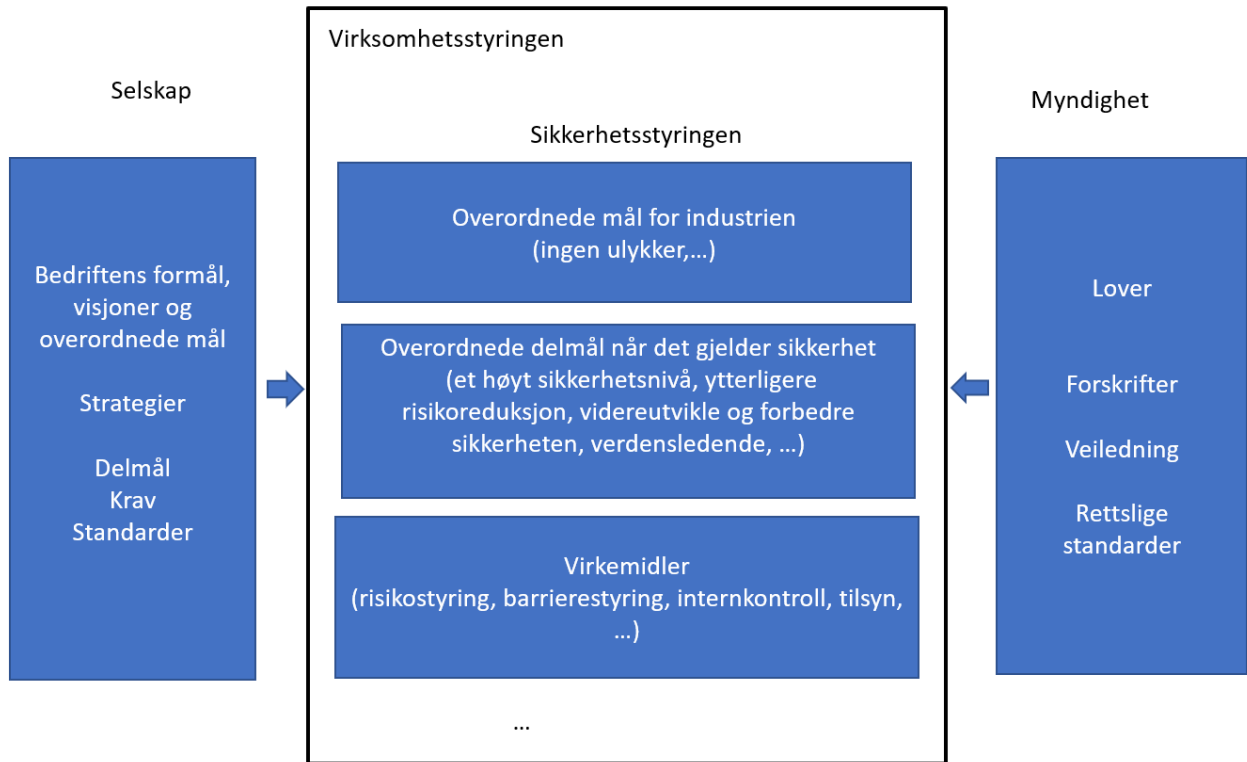 Virksomhetsstyringen
Selskap
Myndighet
Sikkerhetsstyringen
Bedriftens formål,
visjoner og
overordnede mål
Strategier
Delmål
Krav
Standarder
Overordnede mål for industrien
(ingen ulykker,…)
Overordnede delmål når det gjelder sikkerhet
(et høyt sikkerhetsnivå, ytterligere
risikoreduksjon, videreutvikle og forbedre
sikkerheten, verdensledende, …)
Virkemidler
(risikostyring, barrierestyring, internkontroll, tilsyn,
…)
…
Lover
Forskrifter
Veiledning
Rettslige
standarder